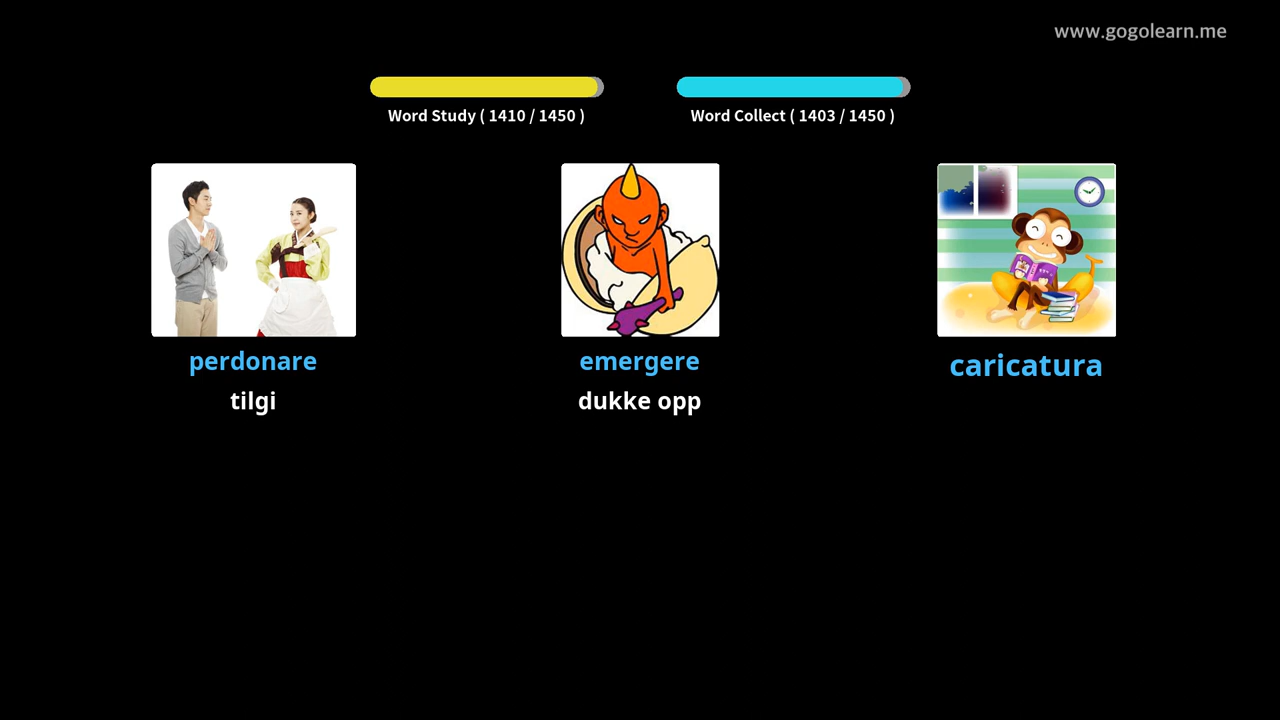 www.gogolearn.me
Word Study ( 1410 / 1450 )
Word Collect ( 1403 / 1450 )
perdonare
tilgi
emergere
dukke opp
caricatura